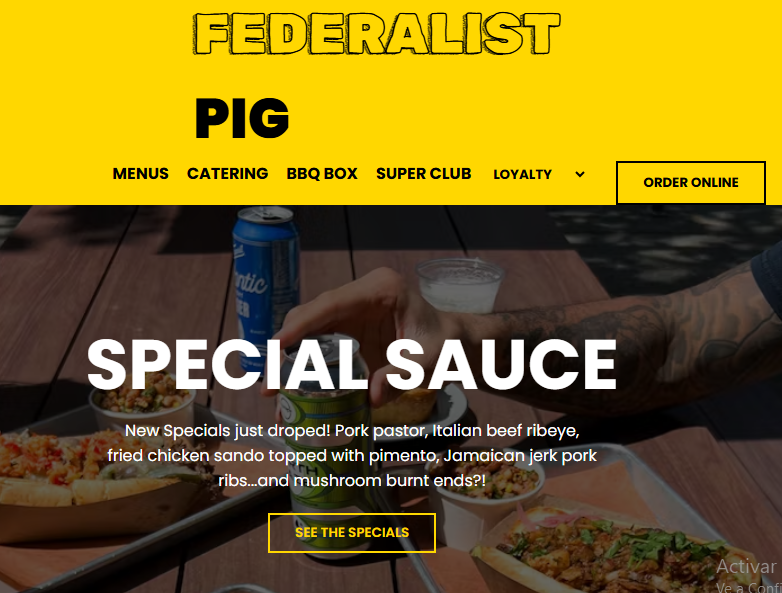 FEDERALIST
PIG
MENUS CATERING BBQ BOX SUPER CLUB LOYALTY ORDER ONLINE
SPECIAL SAUCE
New Specials just droped! Pork pastor, Italian beef ribeye,
fried chicken sando topped with pimento, Jamaican jerk pork
ribs...and mushroom burnt ends?!
SEE THE SPECIALS
Activar
Ve a Confi